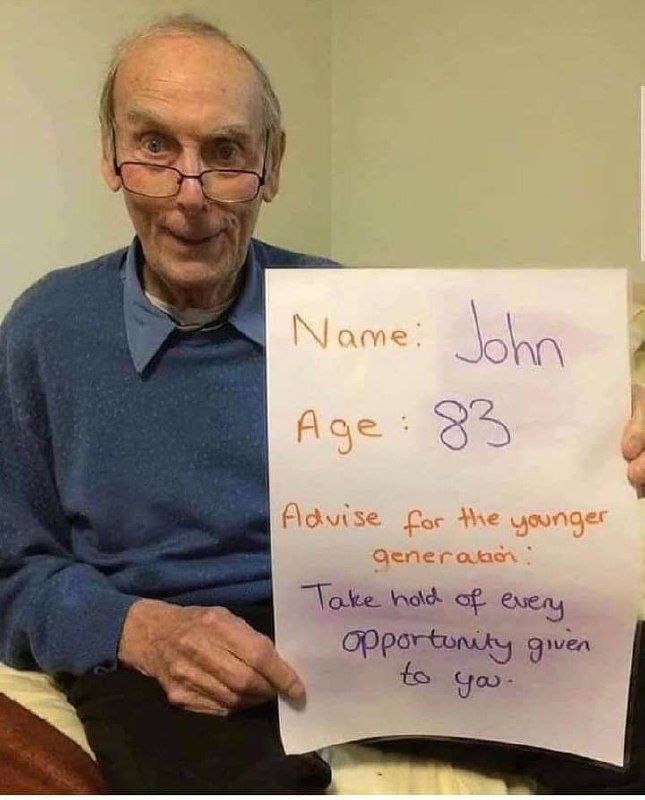 Name: John
Age: 83
Advise for the younger
generation:
Take hold of every
opportunity given
to you.